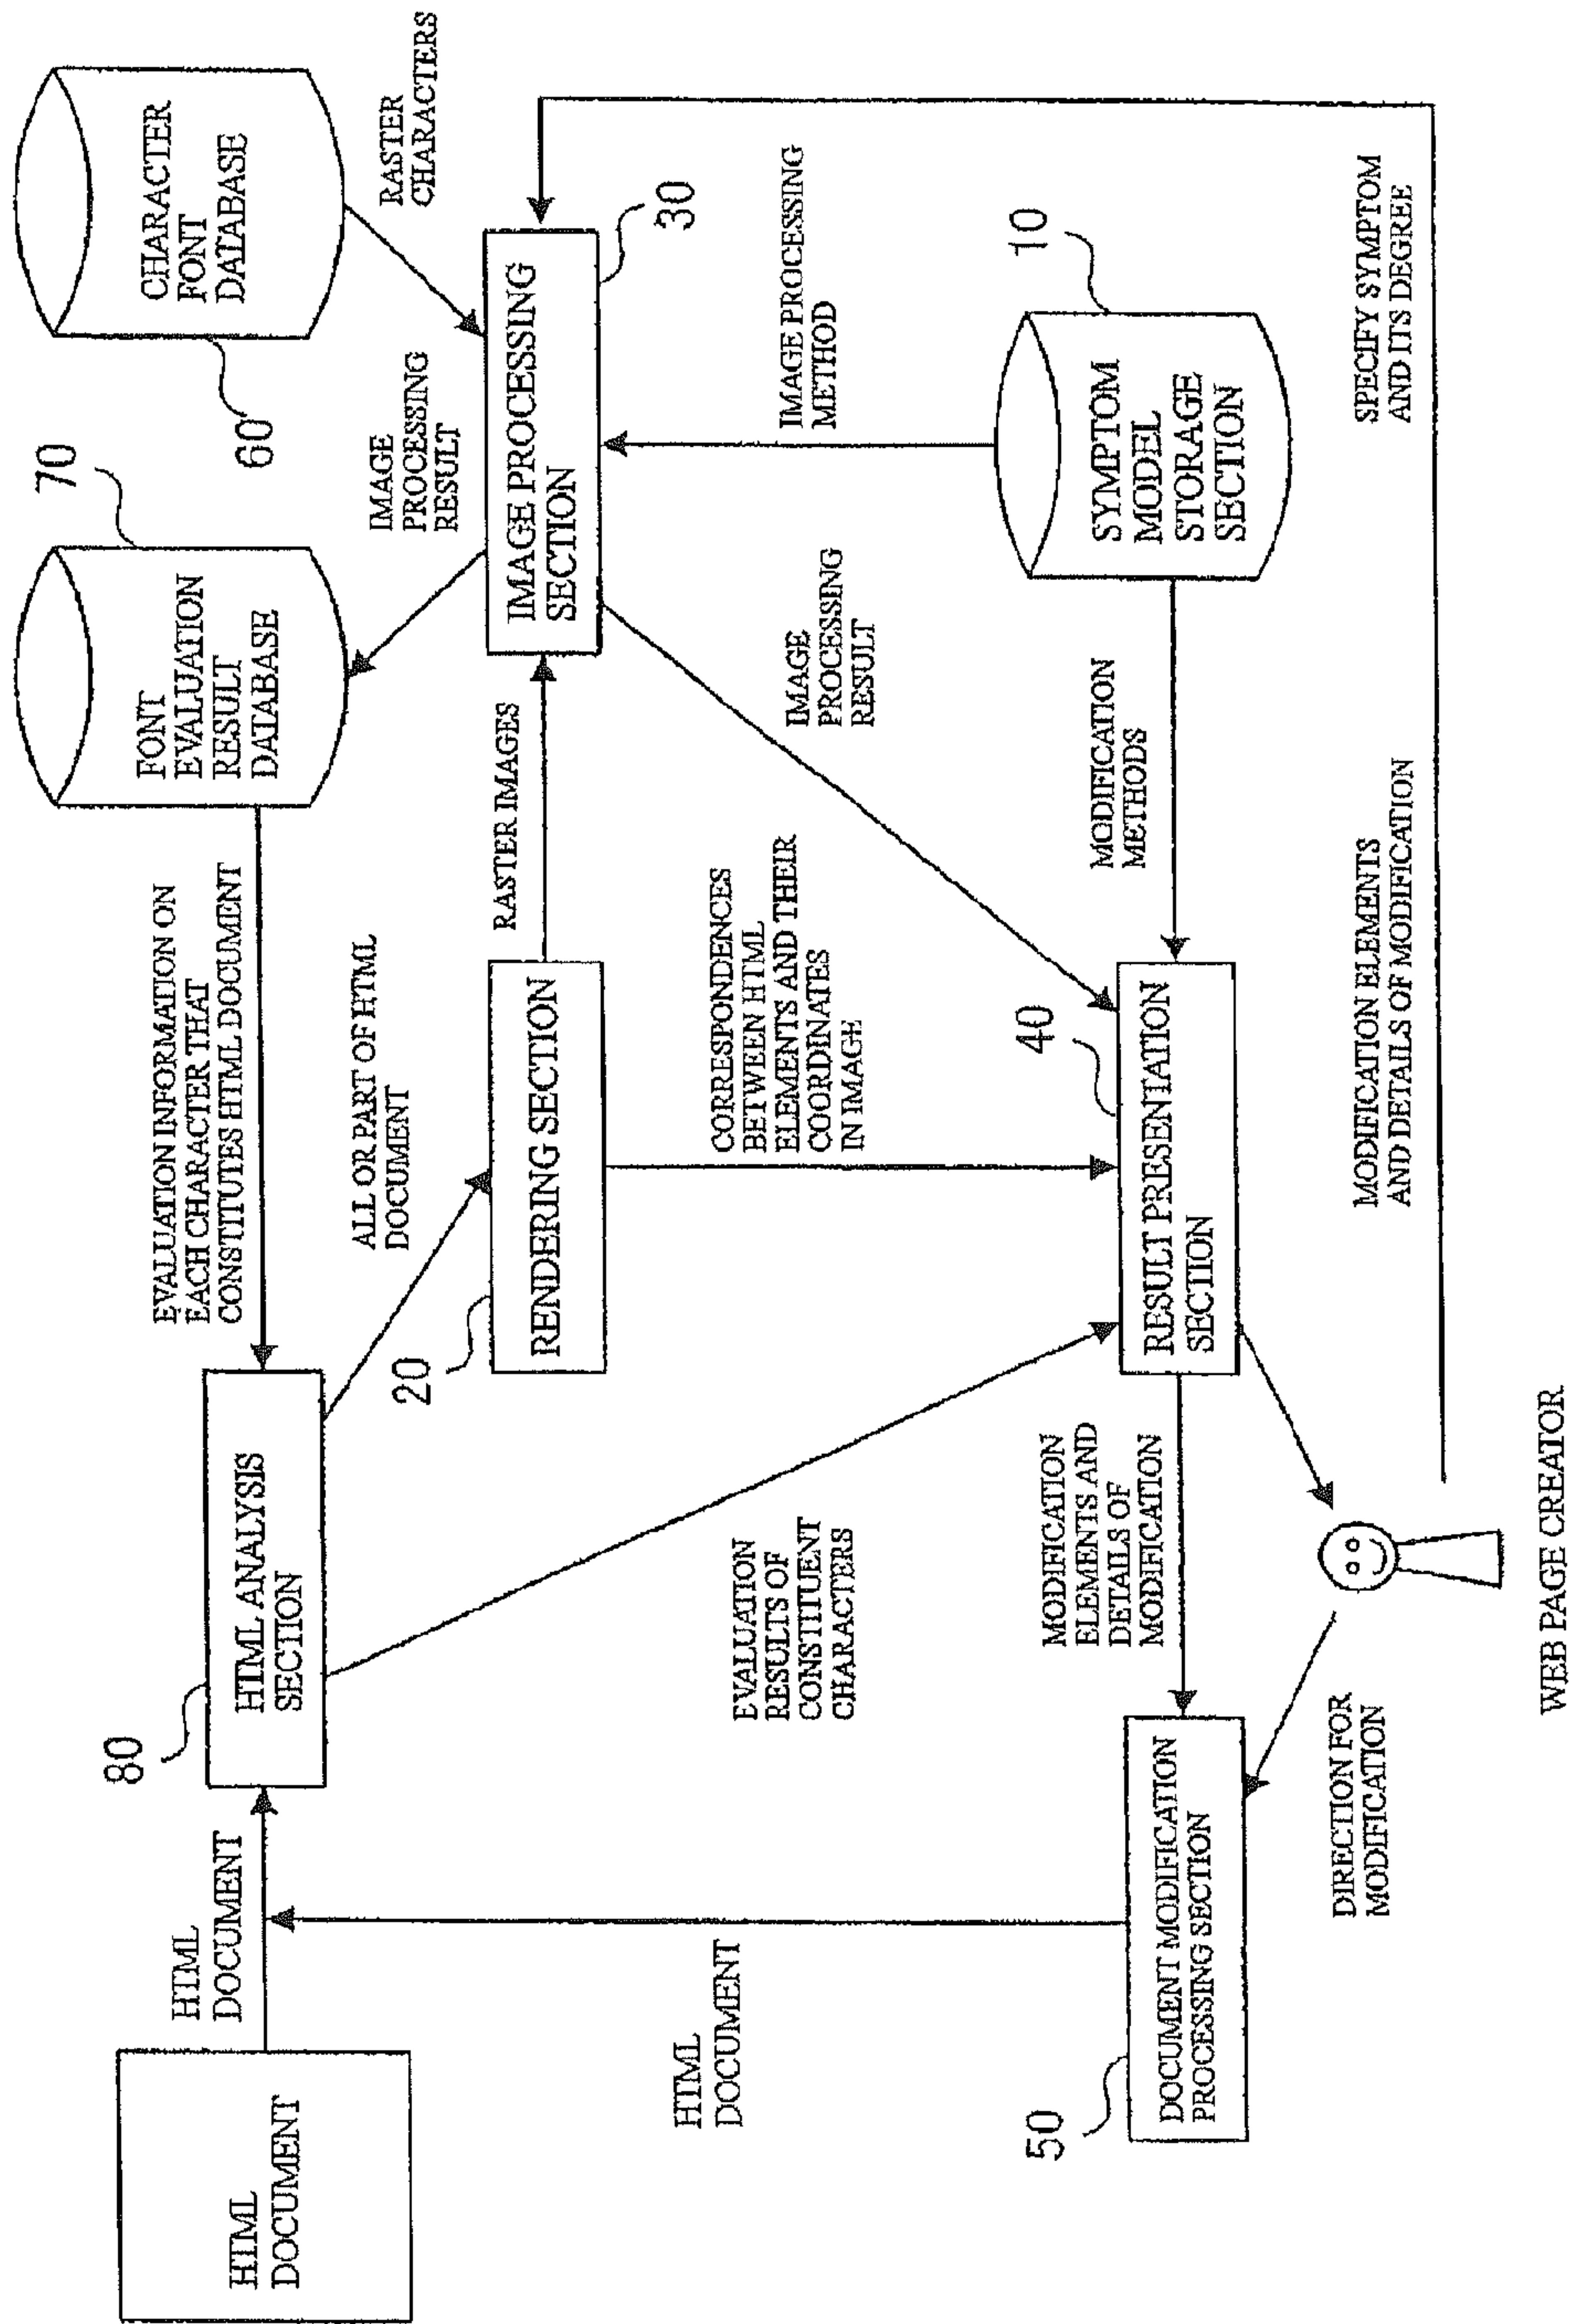 HTML
DOCUMENT
HTML
DOCUMENT
80
HTML ANALYSIS
SECTION
EVALUATION INFORMATION ON
EACH CHARACTER THAT
CONSTITUTES HTML DOCUMENT
70
FONT
EVALUATION
RESULT
DATABASE
60
CHARACTER
FONT
DATABASE
RASTER
CHARACTERS
IMAGE
PROCESSING
RESULT
ALL OR PART OF HTML
DOCUMENT
20
RENDERING SECTION
RASTER IMAGES
IMAGE PROCESSING
SECTION
30
HTML
DOCUMENT
EVALUATION
RESULTS OF
CONSTITUENT
CHARACTERS
CORRESPONDENCES
BETWEEN HTML
ELEMENTS AND THEIR
COORDINATES
IN IMAGE
IMAGE
PROCESSING
RESULT
IMAGE PROCESSING
METHOD
50
DOCUMENT MODIFICATION
PROCESSING SECTION
MODIFICATION
ELEMENTS AND
DETAILS OF
MODIFICATION
40
RESULT PRESENTATION
SECTION
MODIFICATION
METHODS
10
SYMPTOM
MODEL
STORAGE
SECTION
DIRECTION FOR
MODIFICATION
MODIFICATION ELEMENTS
AND DETAILS OF MODIFICATION
SPECIFY SYMPTOM
AND ITS DEGREE
WEB PAGE CREATOR